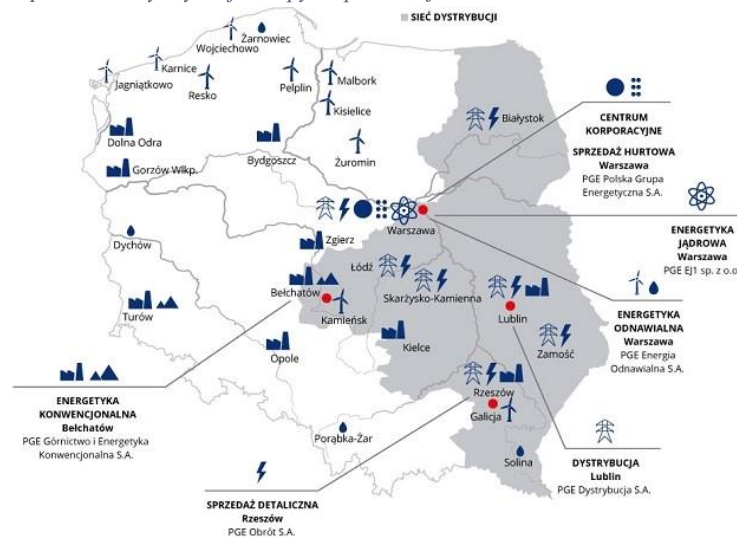 SIEĆ DYSTRYBUCJI
Wojciechowo
Żarnowiec
Karnice
Jagniątkowo
Resko
Pelplin
Malbork
Kisielice
Białystok
Dolna Odra
Bydgoszcz
Żuromin
Gorzów Wlkp.
CENTRUM
KORPORACYJNE
SPRZEDAŻ HURTOWA
Warszawa
PGE Polska Grupa
Energetyczna S.A.
Warszawa
Zgierz
Dychów
ENERGETYKA
JĄDROWA
Warszawa
PGE EJ1 sp. z o.o
Łódź
Bełchatów
Skarżysko-Kamienna
Kamieńsk
Turów
Lublin
ENERGETYKA
ODNAWIALNA
Warszawa
PGE Energia
Odnawialna S.A.
Opole
Kielce
Zamość
ENERGETYKA
KONWENCJONALNA
Bełchatów
PGE Górnictwo i Energetyka
Konwencjonalna S.A.
Rzeszów
Galicja
Porąbka-Żar
Solina
DYSTRYBUCJA
Lublin
PGE Dystrybucja S.A.
SPRZEDAŻ DETALICZNA
Rzeszów
PGE Obrót S.A.